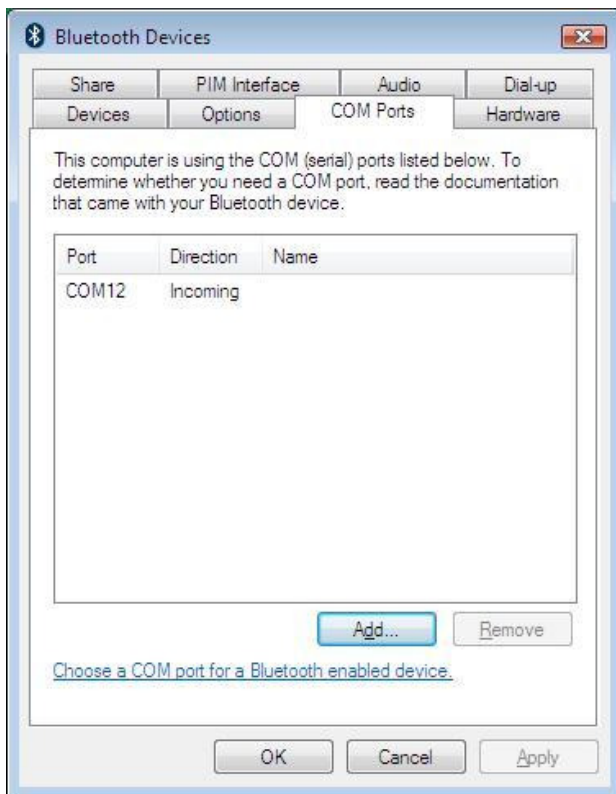 Bluetooth Devices
Share PIM Interface Audio Dial-up
Devices Options COM Ports Hardware
This computer is using the COM (serial) ports listed below. To
determine whether you need a COM port, read the documentation
that came with your Bluetooth device.
Port Direction Name
COM12 Incoming
Add... Remove
Choose a COM port for a Bluetooth enabled device.
OK Cancel Apply